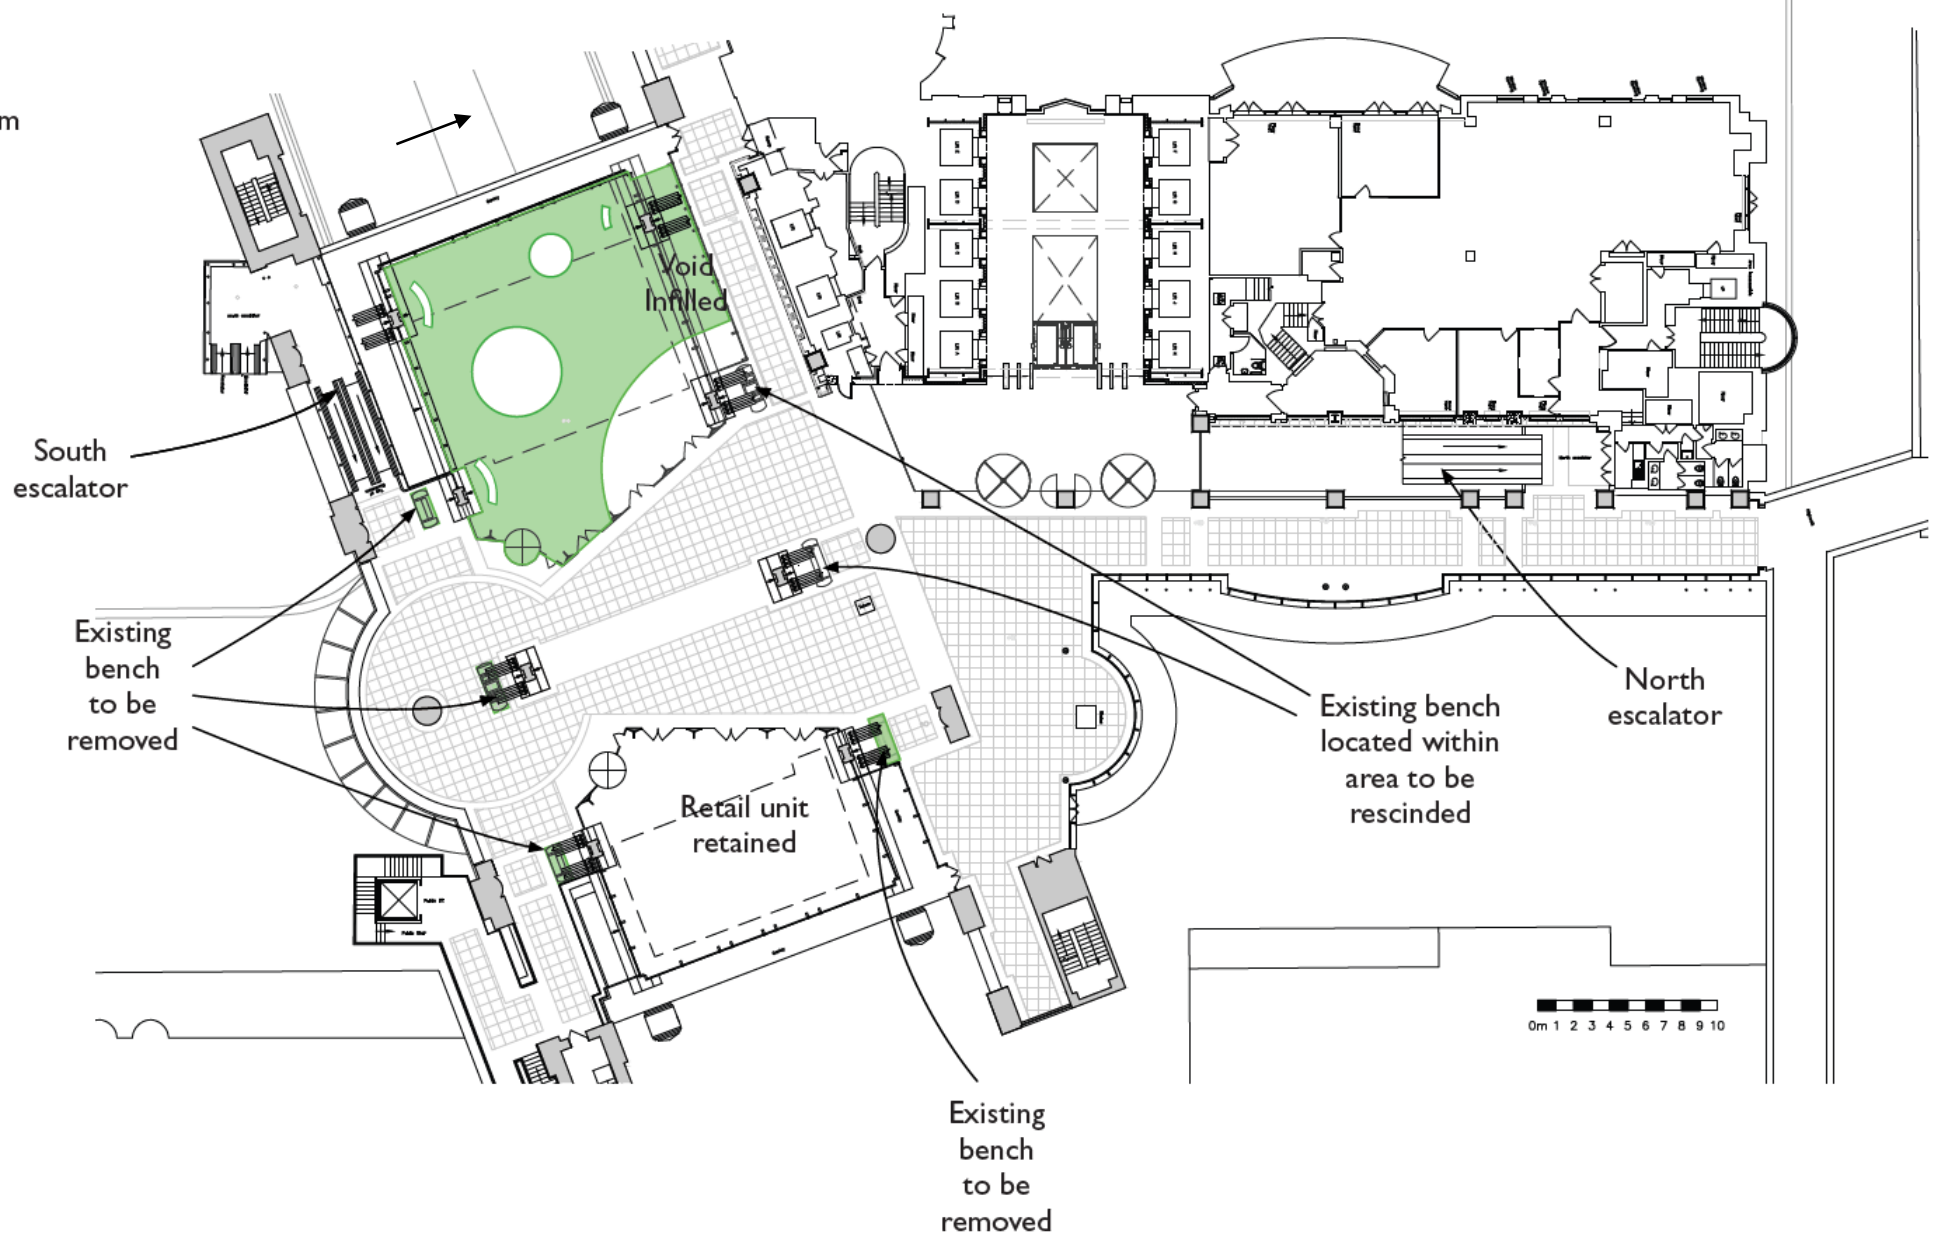 m
Void
Infilled
South
escalator
Existing
bench
to be
removed
North
escalator
Existing bench
located within
area to be
rescinded
Retail unit
retained
Public Stair
0m 1 2 3 4 5 6 7 8 9 10
Existing
bench
to be
removed